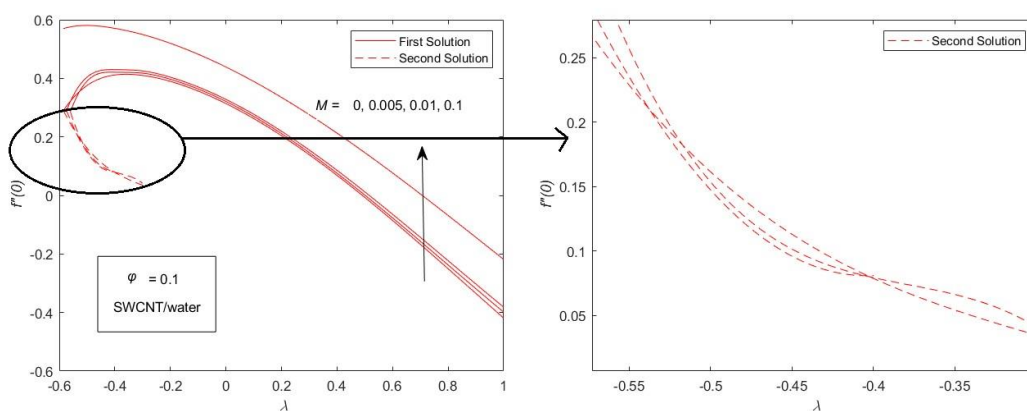 0.6
First Solution
Second Solution
M = 0, 0.005, 0.01, 0.1
0.4
0.2
0
-0.2
-0.4
-0.6
f''(0)
φ = 0.1
SWCNT/water
-0.6 -0.4 -0.2 0 0.2 0.4 0.6 0.8 1
λ
Second Solution
0.25
0.2
0.15
0.1
0.05
f''(0)
-0.55 -0.5 -0.45 -0.4 -0.35
λ